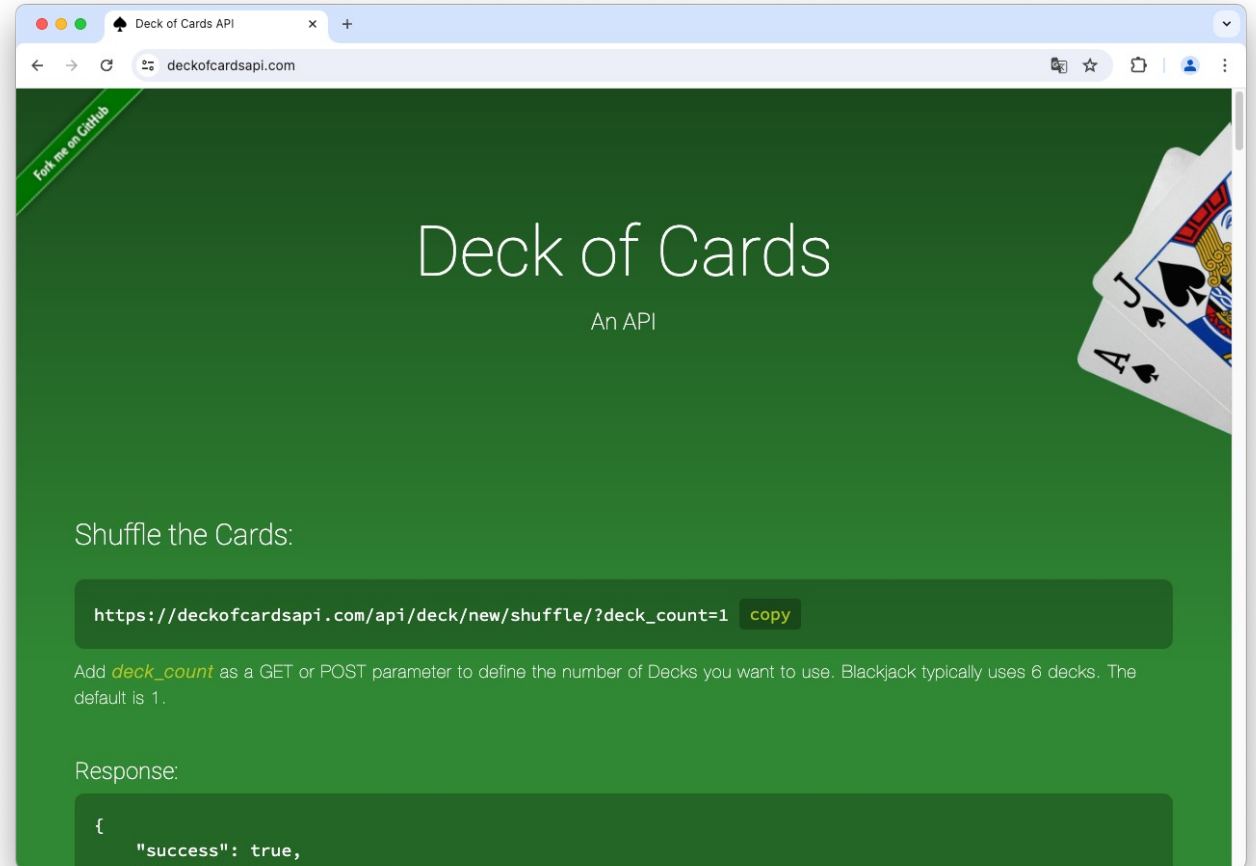 Deck of Cards API
deckofcardsapi.com
Fork me on GitHub
Deck of Cards
An API
J
A
Shuffle the Cards:
https://deckofcardsapi.com/api/deck/new/shuffle/?deck_count=1 copy
Add deck_count as a GET or POST parameter to define the number of Decks you want to use. Blackjack typically uses 6 decks. The
default is 1.
Response:
{
"success": true,